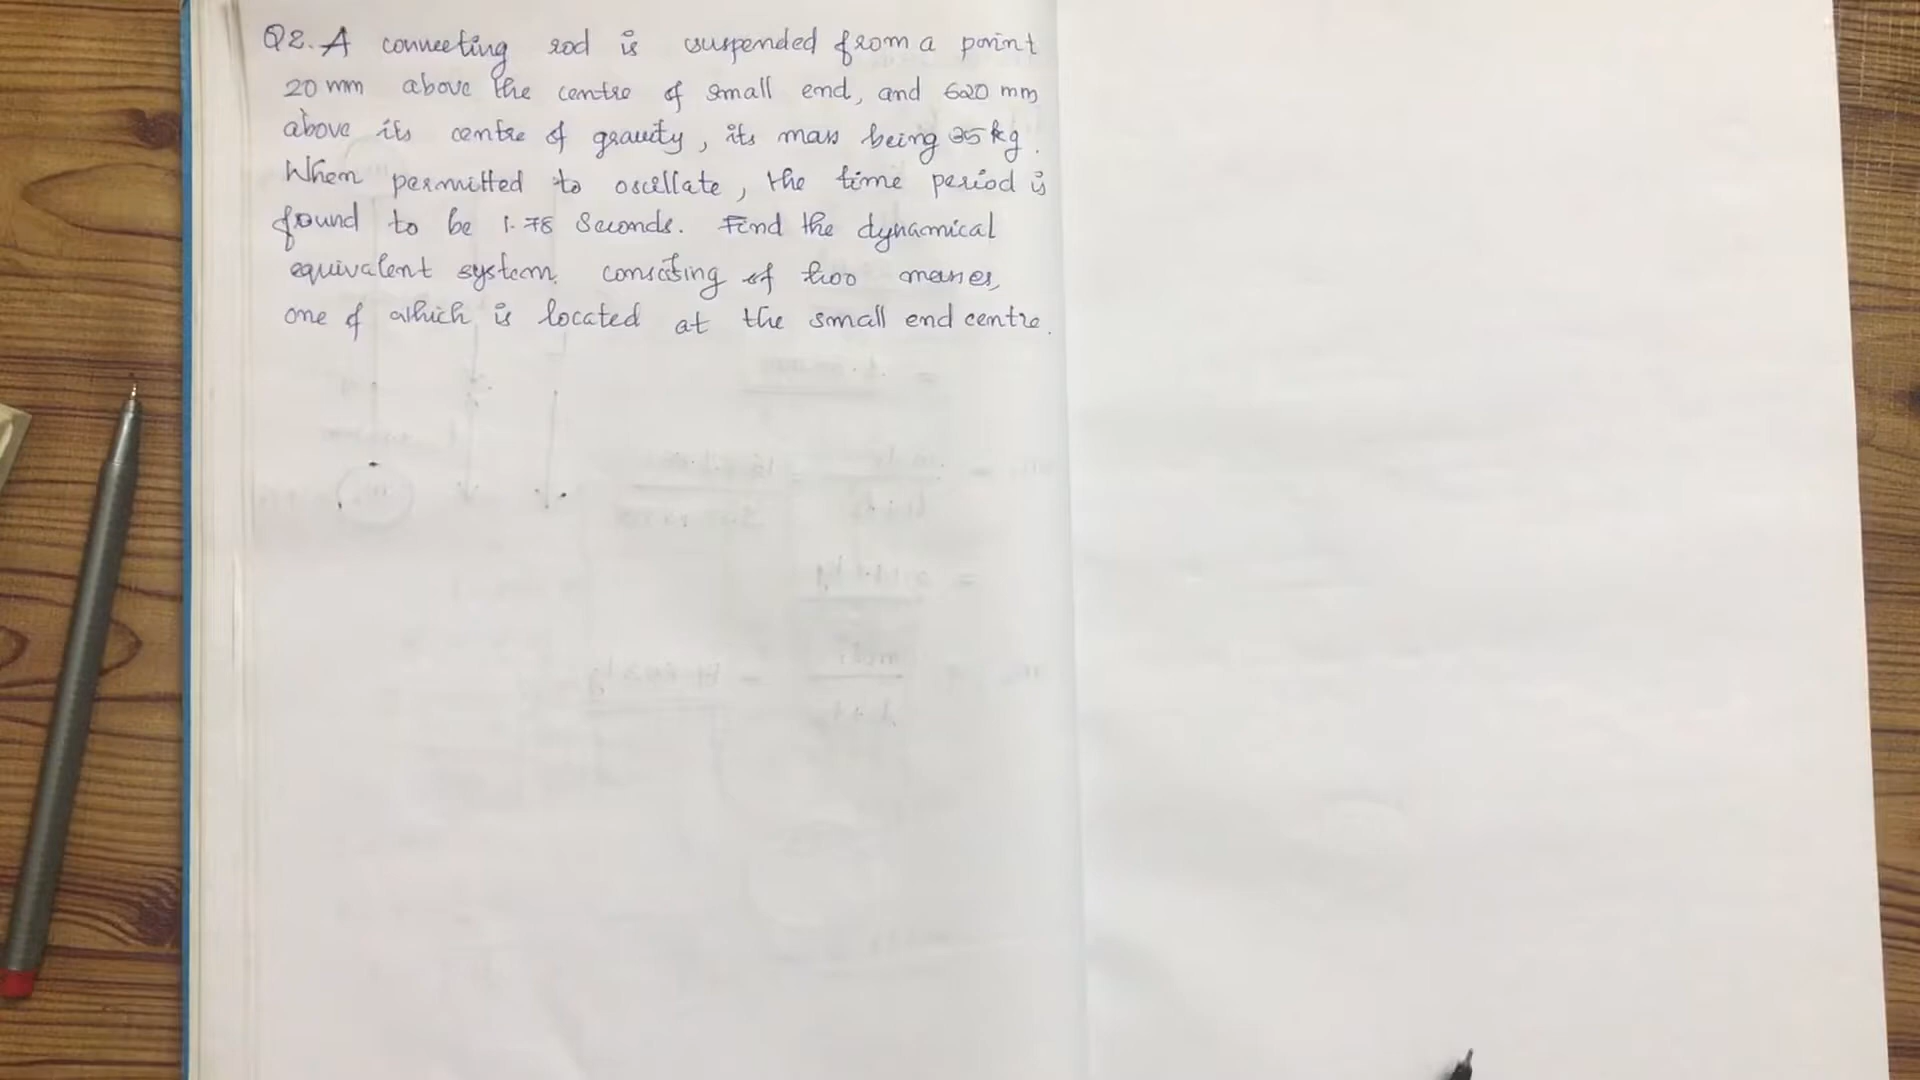 Q2. A connecting rod is suspended from a point
20 mm above the centre of small end, and 620 mm
above its centre of gravity, its mass being 35 kg.
When permitted to oscillate, the time period is
found to be 1.78 Seconds. Find the dynamical
equivalent system consisting of two masses,
one of which is located at the small end centre.